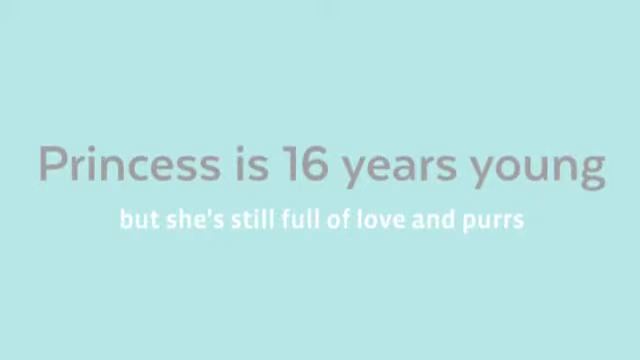 Princess is 16 years young
but she's still full of love and purrs